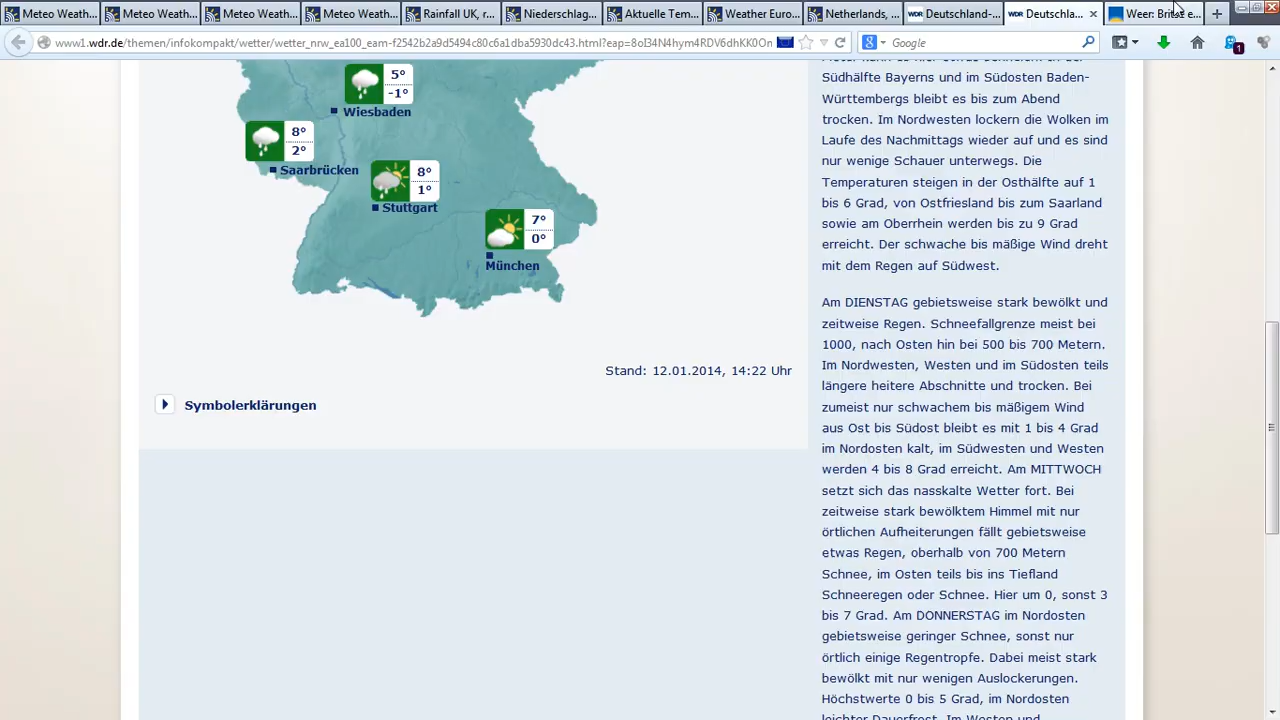 Meteo Weath...
Meteo Weath...
Meteo Weath...
Meteo Weath...
Rainfall UK, r...
Niederschlag...
Aktuelle Tem...
Weather Euro...
Netherlands, ...
WDR Deutschland-...
WDR Deutschla...
Weer: Britse e...
www1.wdr.de/themen/infokompakt/wetter/wetter_nrw_ea100_eam-f2542b2a9d5494c80c6a1dba5930dc43.html?eap=8oI34N4hym4RDV6dhKK0On
Google
1
5°
-1°
Wiesbaden
8°
2°
Saarbrücken
8°
1°
Stuttgart
7°
0°
München
Stand: 12.01.2014, 14:22 Uhr
Symbolerklärungen
Südhälfte Bayerns und im Südosten Baden-
Württembergs bleibt es bis zum Abend
trocken. Im Nordwesten lockern die Wolken im
Laufe des Nachmittags wieder auf und es sind
nur wenige Schauer unterwegs. Die
Temperaturen steigen in der Osthälfte auf 1
bis 6 Grad, von Ostfriesland bis zum Saarland
sowie am Oberrhein werden bis zu 9 Grad
erreicht. Der schwache bis mäßige Wind dreht
mit dem Regen auf Südwest.
Am DIENSTAG gebietsweise stark bewölkt und
zeitweise Regen. Schneefallgrenze meist bei
1000, nach Osten hin bei 500 bis 700 Metern.
Im Nordwesten, Westen und im Südosten teils
längere heitere Abschnitte und trocken. Bei
zumeist nur schwachem bis mäßigem Wind
aus Ost bis Südost bleibt es mit 1 bis 4 Grad
im Nordosten kalt, im Südwesten und Westen
werden 4 bis 8 Grad erreicht. Am MITTWOCH
setzt sich das nasskalte Wetter fort. Bei
zeitweise stark bewölktem Himmel mit nur
örtlichen Aufheiterungen fällt gebietsweise
etwas Regen, oberhalb von 700 Metern
Schnee, im Osten teils bis ins Tiefland
Schneeregen oder Schnee. Hier um 0, sonst 3
bis 7 Grad. Am DONNERSTAG im Nordosten
gebietsweise geringer Schnee, sonst nur
örtlich einige Regentropfe. Dabei meist stark
bewölkt mit nur wenigen Auslockerungen.
Höchstwerte 0 bis 5 Grad, im Nordosten
leichter Dauerfrost. Im Westen und